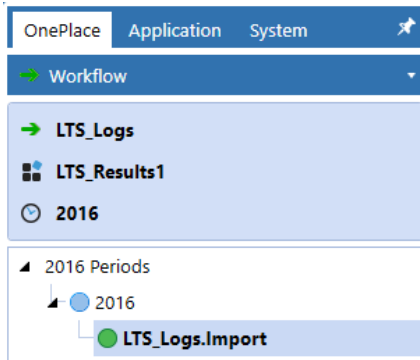 OnePlace Application System
Workflow
LTS_Logs
LTS_Results1
2016
2016 Periods
2016
LTS_Logs.Import